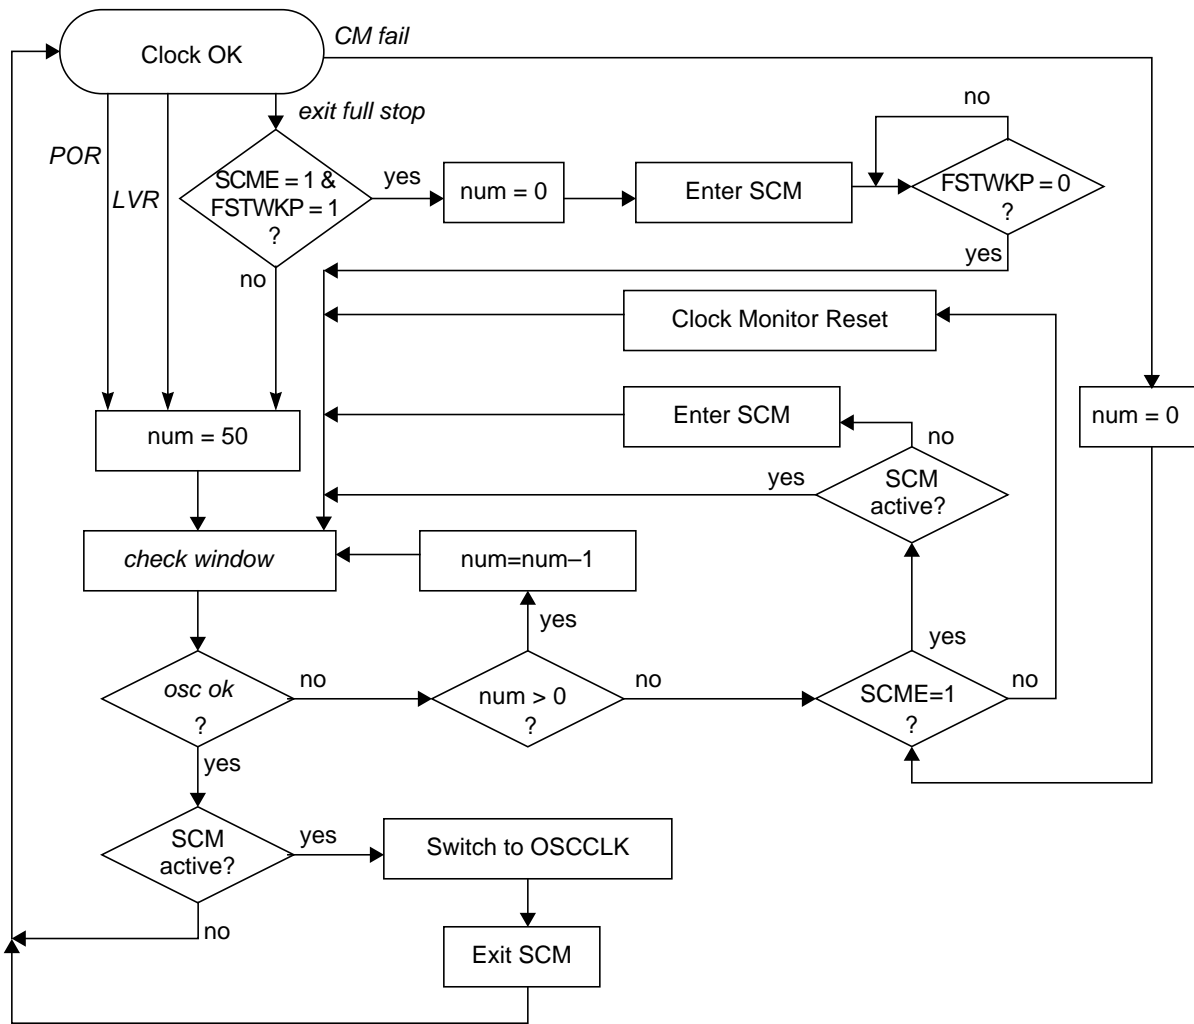 CM fail
Clock OK
exit full stop
no
POR
SCME = 1 &
FSTWKP = 1
?
yes
num = 0
Enter SCM
FSTWKP = 0
?
LVR
no
yes
Clock Monitor Reset
Enter SCM
num = 0
num = 50
no
yes
SCM
active?
check window
num=num–1
yes
yes
osc ok
?
no
num > 0
?
no
SCME=1
?
no
yes
SCM
active?
yes
Switch to OSCCLK
no
Exit SCM